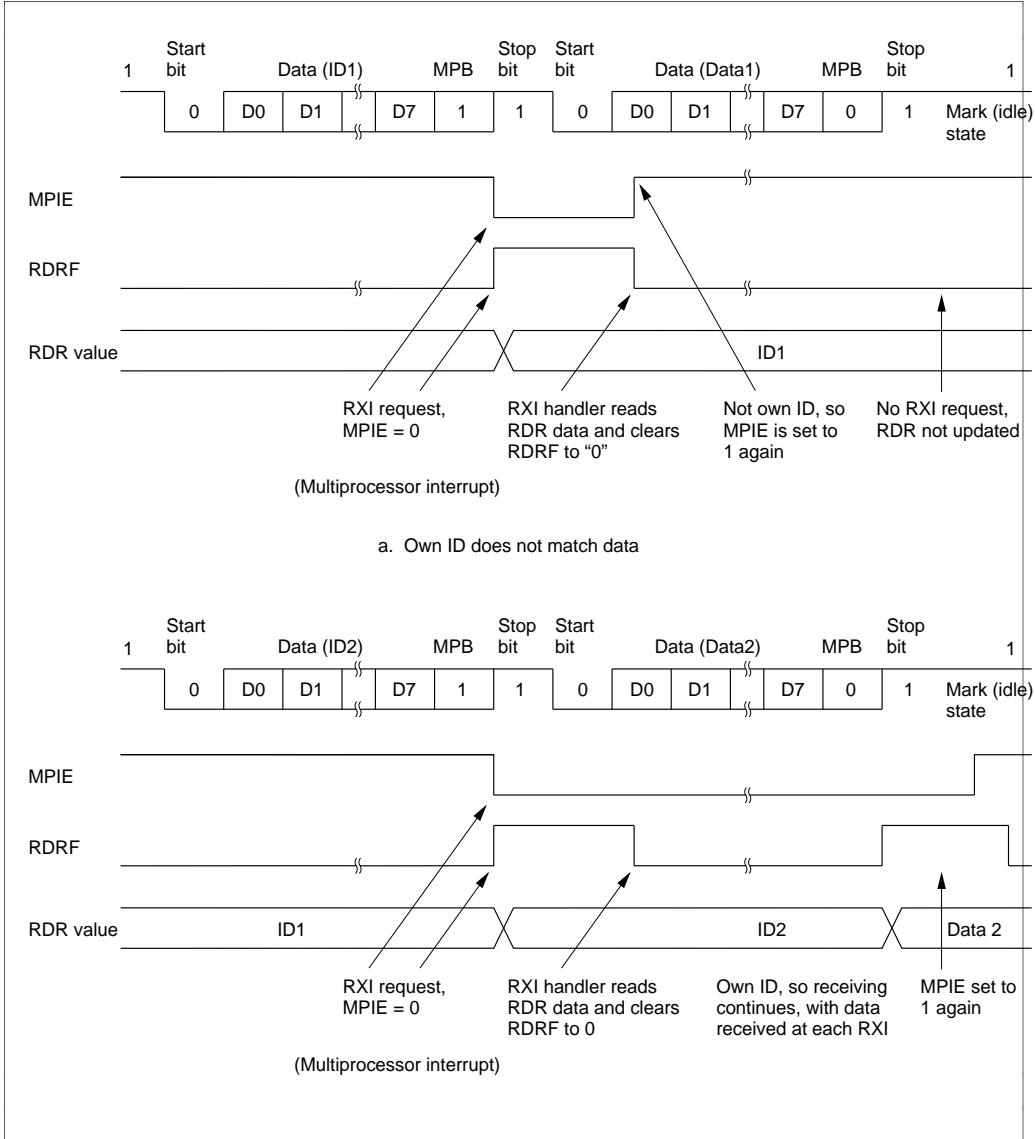 Start Stop Start Stop
1 bit Data (ID1) MPB bit bit Data (Data1) MPB bit 1
0 D0 D1 D7 1 1 0 D0 D1 D7 0 1 Mark (idle)
state
MPIE
RDRF
RDR value ID1
RXI request, RXI handler reads Not own ID, so No RXI request,
MPIE = 0 RDR data and clears MPIE is set to RDR not updated
RDRF to “0” 1 again
(Multiprocessor interrupt)
a. Own ID does not match data
Start Stop Start Stop
1 bit Data (ID2) MPB bit bit Data (Data2) MPB bit 1
0 D0 D1 D7 1 1 0 D0 D1 D7 0 1 Mark (idle)
state
MPIE
RDRF
RDR value ID1 ID2 Data 2
RXI request, RXI handler reads Own ID, so receiving MPIE set to
MPIE = 0 RDR data and clears continues, with data 1 again
RDRF to 0 received at each RXI
(Multiprocessor interrupt)